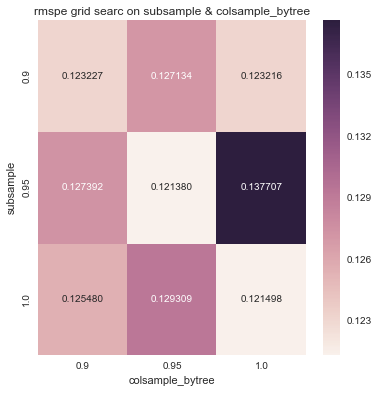 rmspe grid searc on subsample & colsample_bytree
0.9
0.123227 0.127134 0.123216
0.135
0.132
subsample
0.95
0.127392 0.121380 0.137707
0.129
0.126
1.0
0.125480 0.129309 0.121498
0.123
0.9 0.95 1.0
colsample_bytree